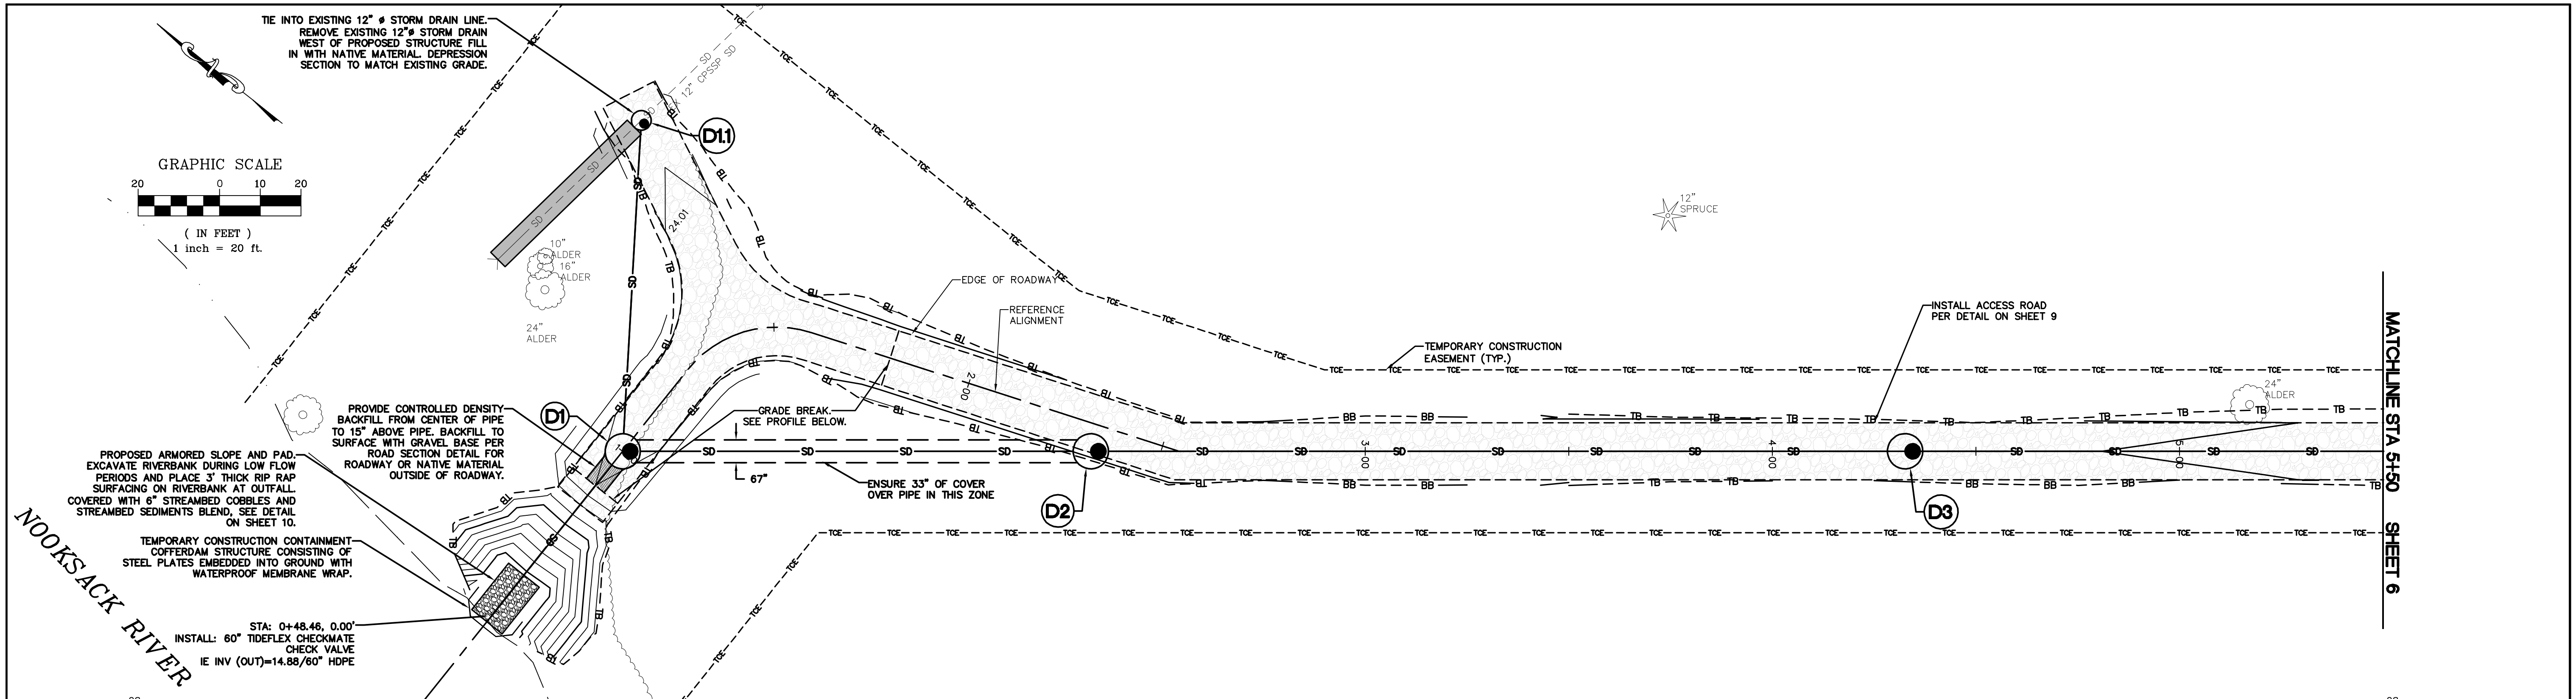 TIE INTO EXISTING 12" ø STORM DRAIN LINE.
REMOVE EXISTING 12"ø STORM DRAIN
WEST OF PROPOSED STRUCTURE FILL
IN WITH NATIVE MATERIAL. DEPRESSION
SECTION TO MATCH EXISTING GRADE.
GRAPHIC SCALE
20 0 10 20
( IN FEET )
1 inch = 20 ft.
12" CPSSP SD
D1.1
24.01
10"
ALDER
16"
ALDER
24"
ALDER
12"
SPRUCE
EDGE OF ROADWAY
REFERENCE
ALIGNMENT
2+00
TEMPORARY CONSTRUCTION
EASEMENT (TYP.)
INSTALL ACCESS ROAD
PER DETAIL ON SHEET 9
24"
ALDER
MATCHLINE STA 5+50 SHEET 6
PROVIDE CONTROLLED DENSITY
BACKFILL FROM CENTER OF PIPE
TO 15" ABOVE PIPE. BACKFILL TO
SURFACE WITH GRAVEL BASE PER
ROAD SECTION DETAIL FOR
ROADWAY OR NATIVE MATERIAL
OUTSIDE OF ROADWAY.
D1
GRADE BREAK.
SEE PROFILE BELOW.
67"
ENSURE 33" OF COVER
OVER PIPE IN THIS ZONE
D2
3+00
4+00
D3
5+00
PROPOSED ARMORED SLOPE AND PAD.
EXCAVATE RIVERBANK DURING LOW FLOW
PERIODS AND PLACE 3' THICK RIP RAP
SURFACING ON RIVERBANK AT OUTFALL.
COVERED WITH 6" STREAMBED COBBLES AND
STREAMBED SEDIMENTS BLEND, SEE DETAIL
ON SHEET 10.
TEMPORARY CONSTRUCTION CONTAINMENT
COFFERDAM STRUCTURE CONSISTING OF
STEEL PLATES EMBEDDED INTO GROUND WITH
WATERPROOF MEMBRANE WRAP.
STA: 0+48.46, 0.00'
INSTALL: 60" TIDEFLEX CHECKMATE
CHECK VALVE
IE INV (OUT)=14.88/60" HDPE
NOOKSACK RIVER
TCE
SD
TB
BB